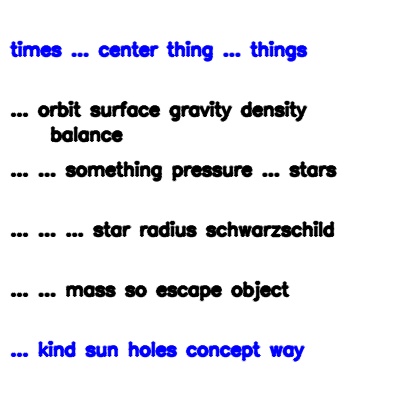 times ... center thing ... things
... orbit surface gravity density
balance
... ... something pressure ... stars
... ... ... star radius schwarzschild
... ... mass so escape object
... kind sun holes concept way